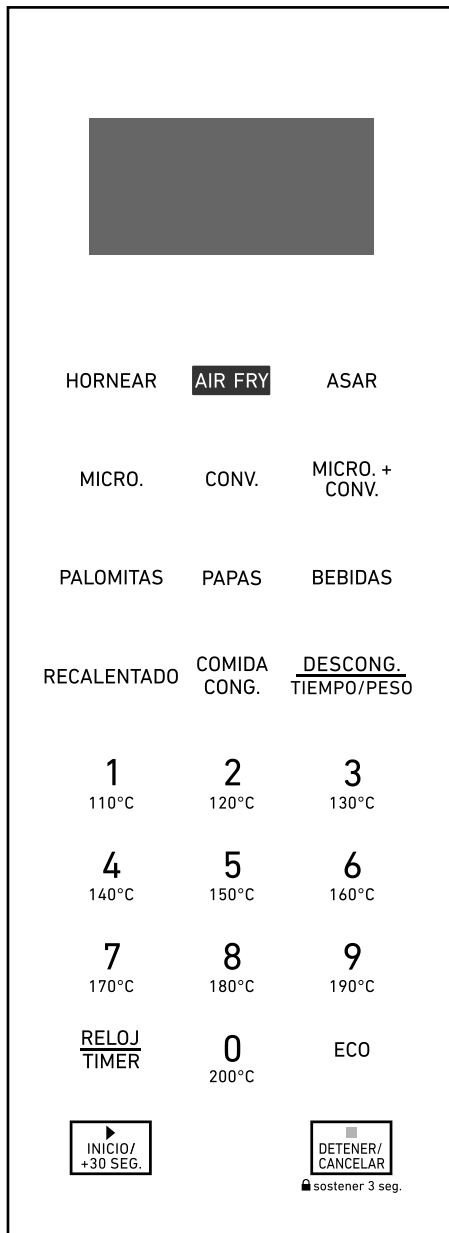 HORNEAR AIR FRY ASAR
MICRO. CONV. MICRO. +
CONV.
PALOMITAS PAPAS BEBIDAS
RECALENTADO COMIDA
CONG. DESCONG.
TIEMPO/PESO
1 2 3
110°C 120°C 130°C
4 5 6
140°C 150°C 160°C
7 8 9
170°C 180°C 190°C
RELOJ
TIMER
0
200°C
ECO
INICIO/
+30 SEG.
DETENER/
CANCELAR
sostener 3 seg.